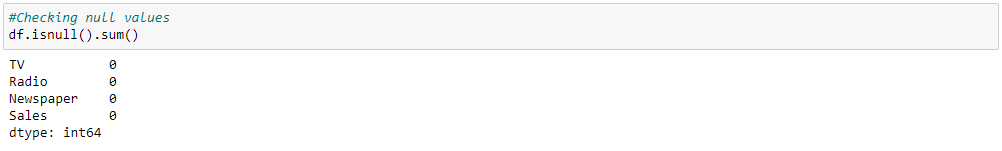 #Checking null values
df.isnull().sum()
TV           0
Radio        0
Newspaper    0
Sales        0
dtype: int64